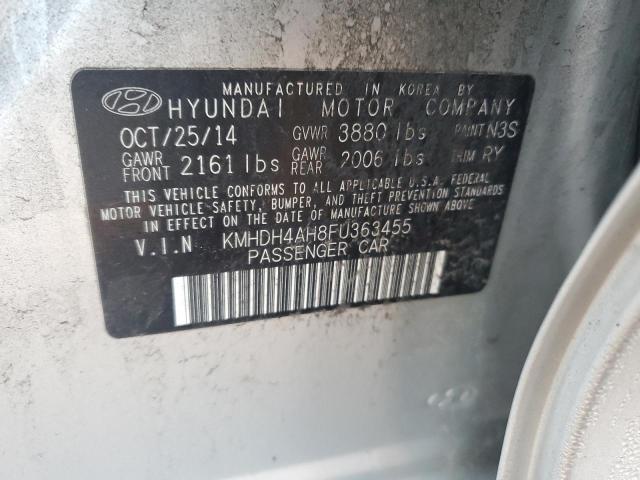 MANUFACTURED IN KOREA BY
HYUNDAI MOTOR COMPANY
OCT/25/14 GVWR 3880 lbs PAINT N3S
GAWR FRONT 2161 lbs GAWR REAR 2006 lbs TRIM RY
THIS VEHICLE CONFORMS TO ALL APPLICABLE U.S.A. FEDERAL
MOTOR VEHICLE-SAFETY, BUMPER, AND THEFT PREVENTION STANDARDS
IN EFFECT ON THE DATE OF MANUFACTURE SHOWN ABOVE.
V.I.N KMHDH4AH8FU363455
PASSENGER CAR